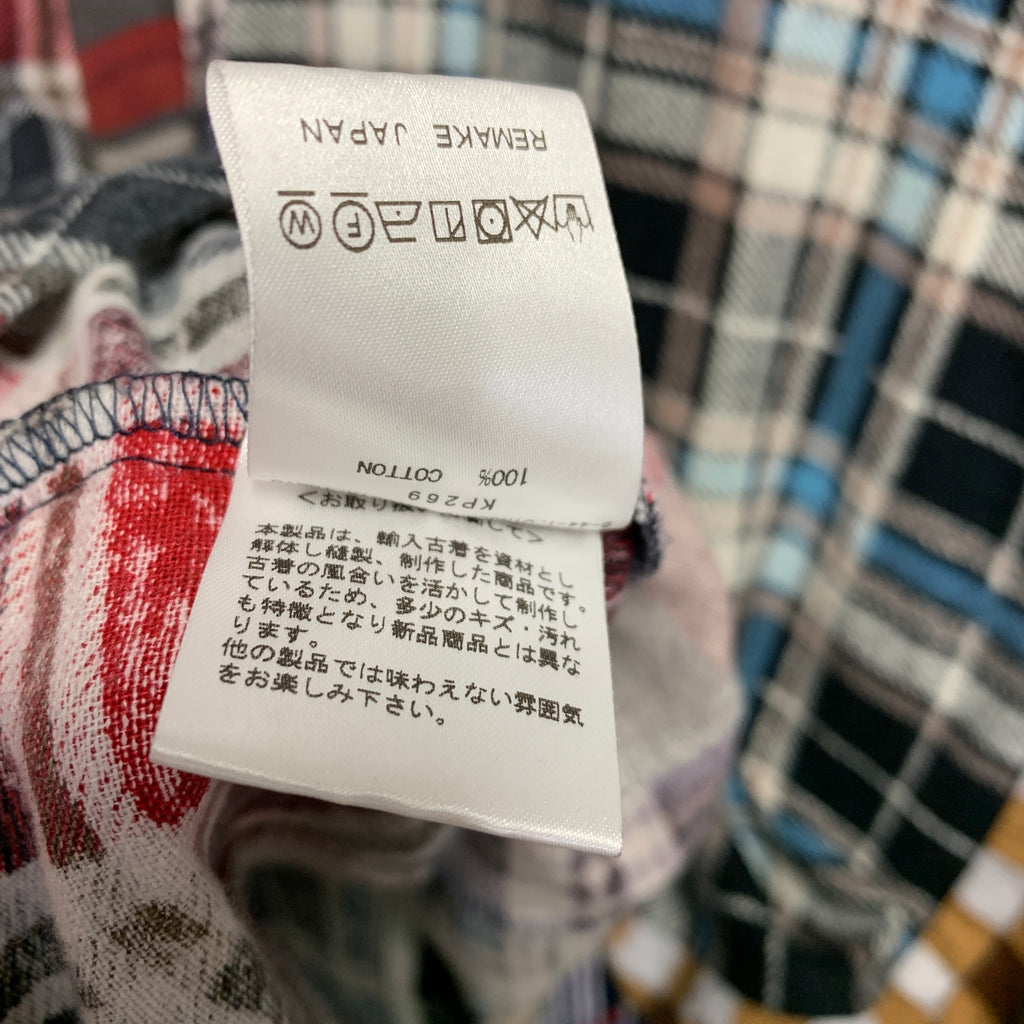 REMAKE JAPAN
W F
100% COTTON
KP269
<お取り扱
本製品は、輸入古着を資材とし
解体し縫製、制作した商品です。
古着の風合いを活かして制作し
ているため、多少のキズ・汚れ
も特徴となり新品商品とは異な
ります。
他の製品では味わえない雰囲気
をお楽しみ下さい。